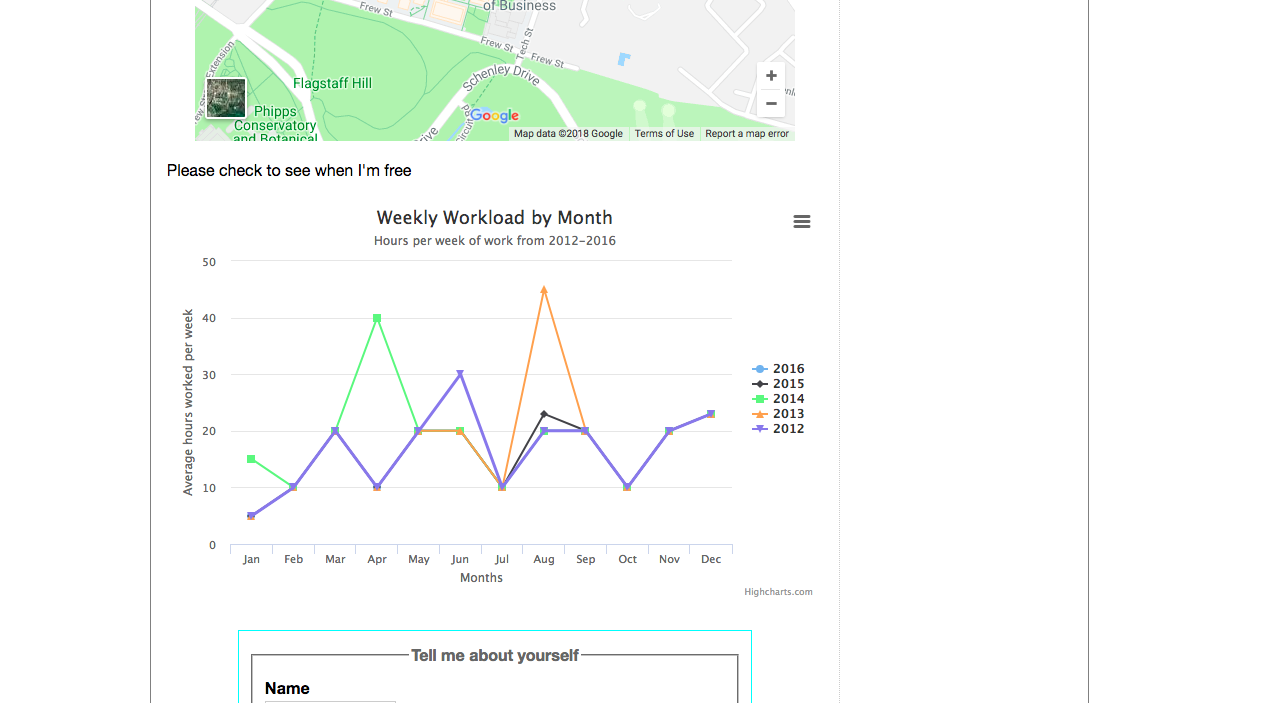 of Business
Frew St
Frew St
Frew St
Tech St
Extension
Schenley Drive
Flagstaff Hill
Phipps
Conservatory
and Botanical
Google
Map data ©2018 Google Terms of Use Report a map error
Please check to see when I'm free
Weekly Workload by Month
Hours per week of work from 2012-2016
Average hours worked per week
50
40
30
20
10
0
Jan Feb Mar Apr May Jun Jul Aug Sep Oct Nov Dec
Months
2016
2015
2014
2013
2012
Highcharts.com
Tell me about yourself
Name